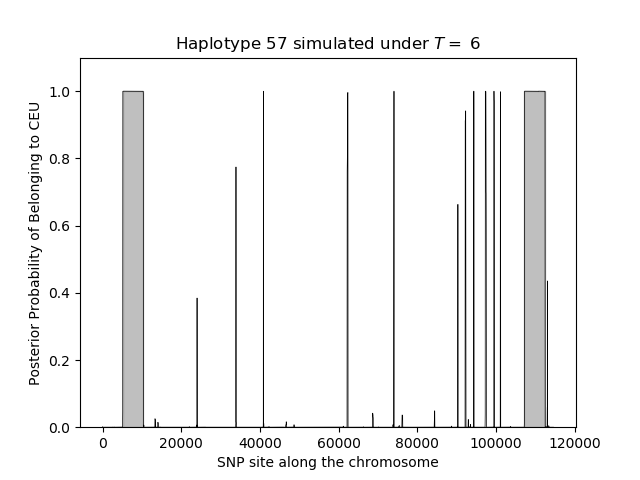 Haplotype 57 simulated under T = 6
Posterior Probability of Belonging to CEU
1.0
0.8
0.6
0.4
0.2
0.0
0 20000 40000 60000 80000 100000 120000
SNP site along the chromosome